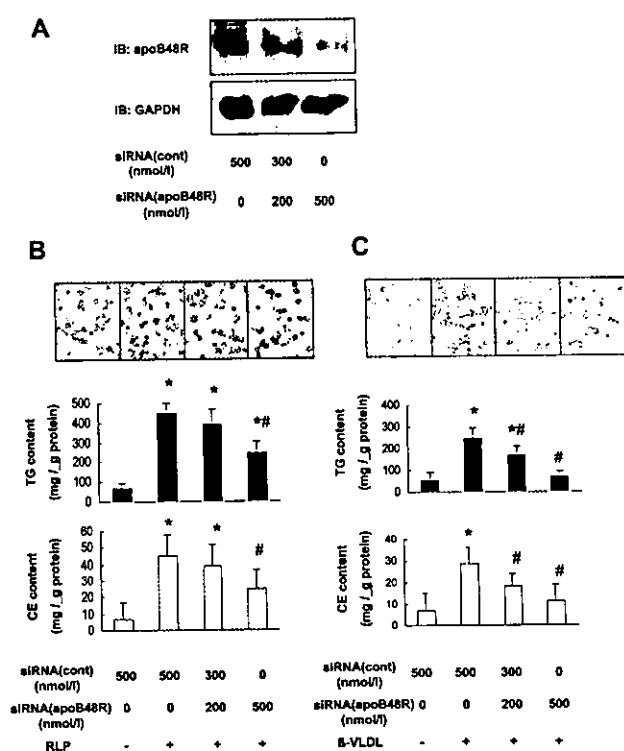 A
IB: apoB48R
IB: GAPDH
siRNA(cont) 500 300 0
(nmol/l)
siRNA(apoB48R) 0 200 500
(nmol/l)
B
TG content
(mg /_g protein)
500
400
300
200
100
0
* * *#
CE content
(mg /_g protein)
60
50
40
30
20
10
0
* * #
siRNA(cont) 500 500 300 0
(nmol/l)
siRNA(apoB48R) 0 0 200 500
(nmol/l)
RLP - + + +
C
TG content
(mg /_g protein)
400
300
200
100
0
* *# #
CE content
(mg /_g protein)
40
30
20
10
0
* # #
siRNA(cont) 500 500 300 0
(nmol/l)
siRNA(apoB48R) 0 0 200 500
(nmol/l)
ß-VLDL - + + +